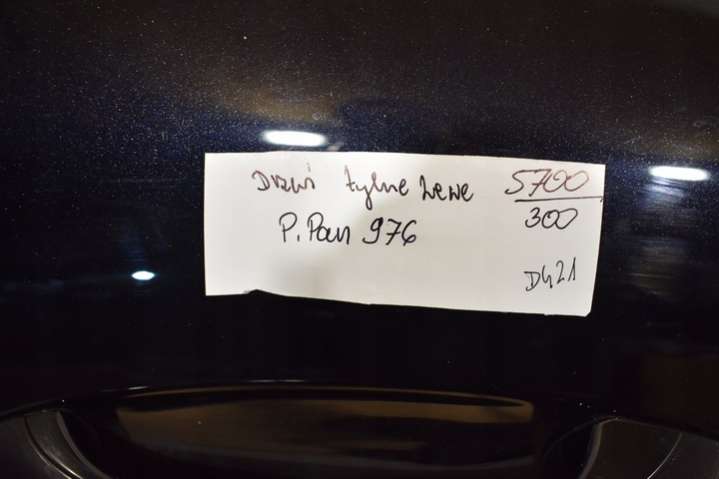 Drzwi tylne Lewe 5700
P. Pan 976 300
D421